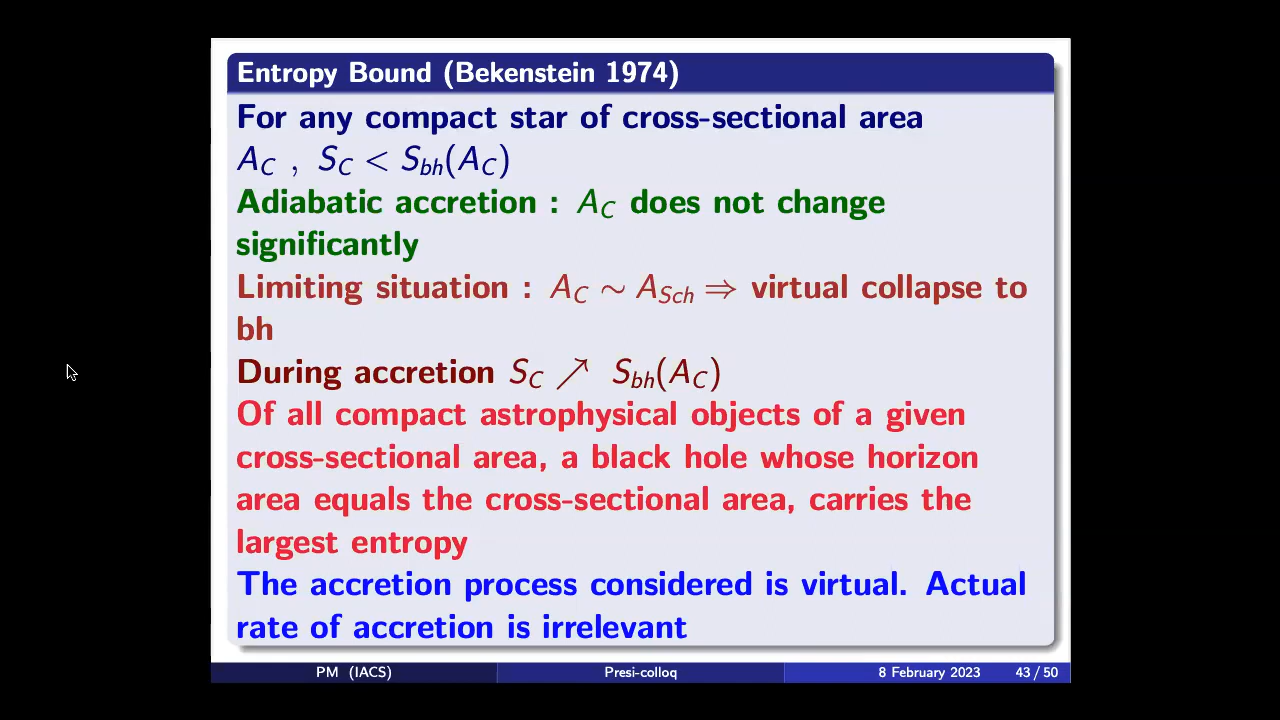 Entropy Bound (Bekenstein 1974)
For any compact star of cross-sectional area
A_C , S_C < S_bh(A_C)
Adiabatic accretion : A_C does not change
significantly
Limiting situation : A_C ∼ A_Sch ⇒ virtual collapse to
bh
During accretion S_C ↗ S_bh(A_C)
Of all compact astrophysical objects of a given
cross-sectional area, a black hole whose horizon
area equals the cross-sectional area, carries the
largest entropy
The accretion process considered is virtual. Actual
rate of accretion is irrelevant
PM (IACS) Presi-colloq 8 February 2023 43 / 50